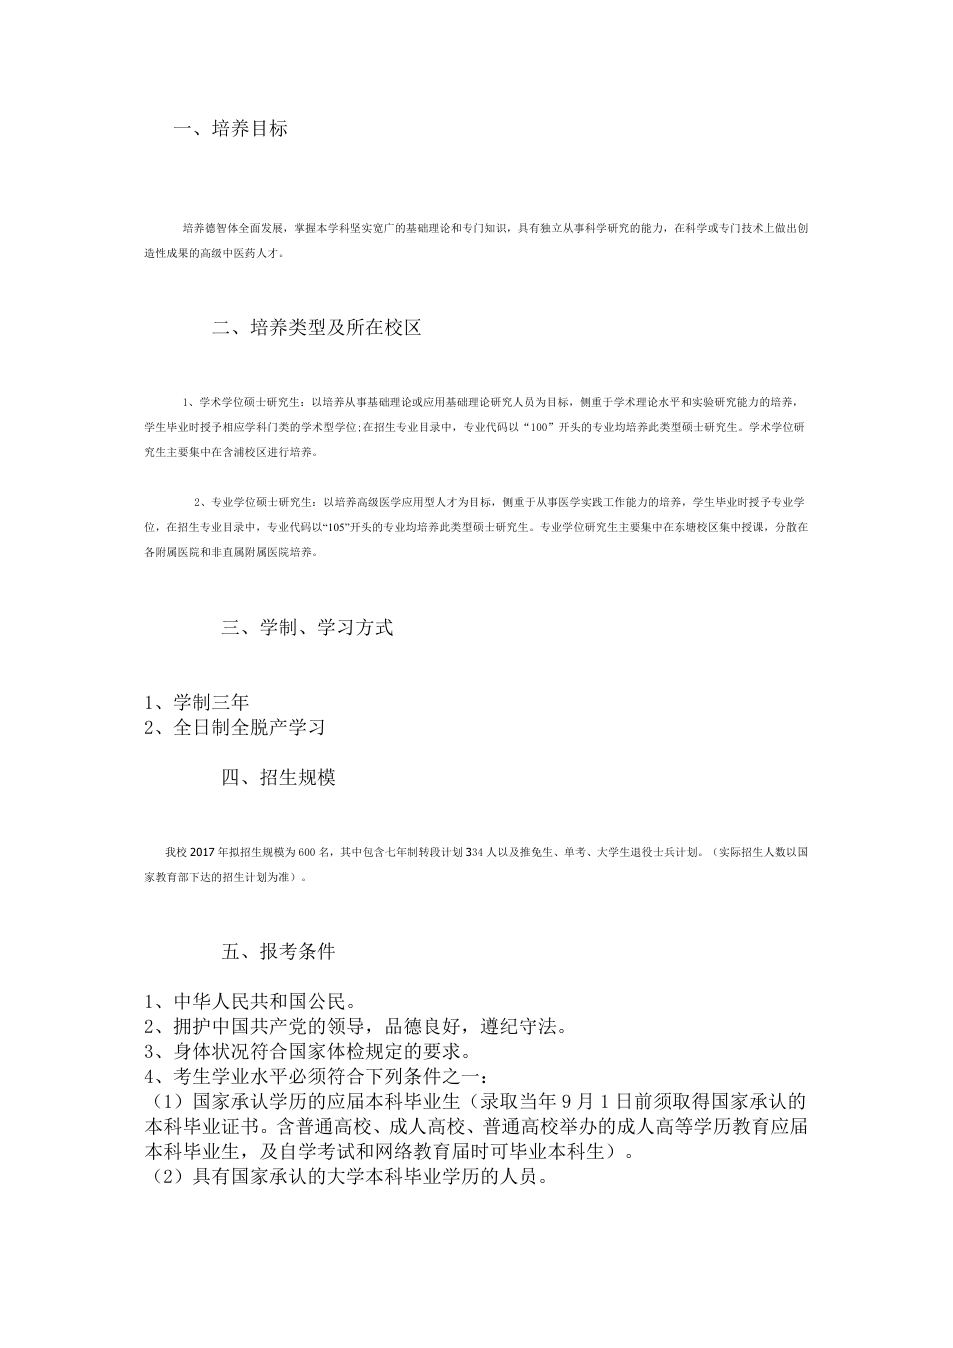 一、培养目标
培养德智体全面发展，掌握本学科坚实宽广的基础理论和专门知识，具有独立从事科学研究的能力，在科学或专门技术上做出创
造性成果的高级中医药人才。
二、培养类型及所在校区
1、学术学位硕士研究生：以培养从事基础理论或应用基础理论研究人员为目标，侧重于学术理论水平和实验研究能力的培养，
学生毕业时授予相应学科门类的学术型学位;在招生专业目录中，专业代码以“100”开头的专业均培养此类型硕士研究生。学术学位研
究生主要集中在含浦校区进行培养。
2、专业学位硕士研究生：以培养高级医学应用型人才为目标，侧重于从事医学实践工作能力的培养，学生毕业时授予专业学
位，在招生专业目录中，专业代码以“105”开头的专业均培养此类型硕士研究生。专业学位研究生主要集中在东塘校区集中授课，分散在
各附属医院和非直属附属医院培养。
三、学制、学习方式
1、学制三年
2、全日制全脱产学习
四、招生规模
我校 2017 年拟招生规模为 600 名，其中包含七年制转段计划 334 人以及推免生、单考、大学生退役士兵计划。（实际招生人数以国
家教育部下达的招生计划为准）。
五、报考条件
1、中华人民共和国公民。
2、拥护中国共产党的领导，品德良好，遵纪守法。
3、身体状况符合国家体检规定的要求。
4、考生学业水平必须符合下列条件之一：
（1）国家承认学历的应届本科毕业生（录取当年 9 月 1 日前须取得国家承认的
本科毕业证书。含普通高校、成人高校、普通高校举办的成人高等学历教育应届
本科毕业生，及自学考试和网络教育届时可毕业本科生）。
（2）具有国家承认的大学本科毕业学历的人员。